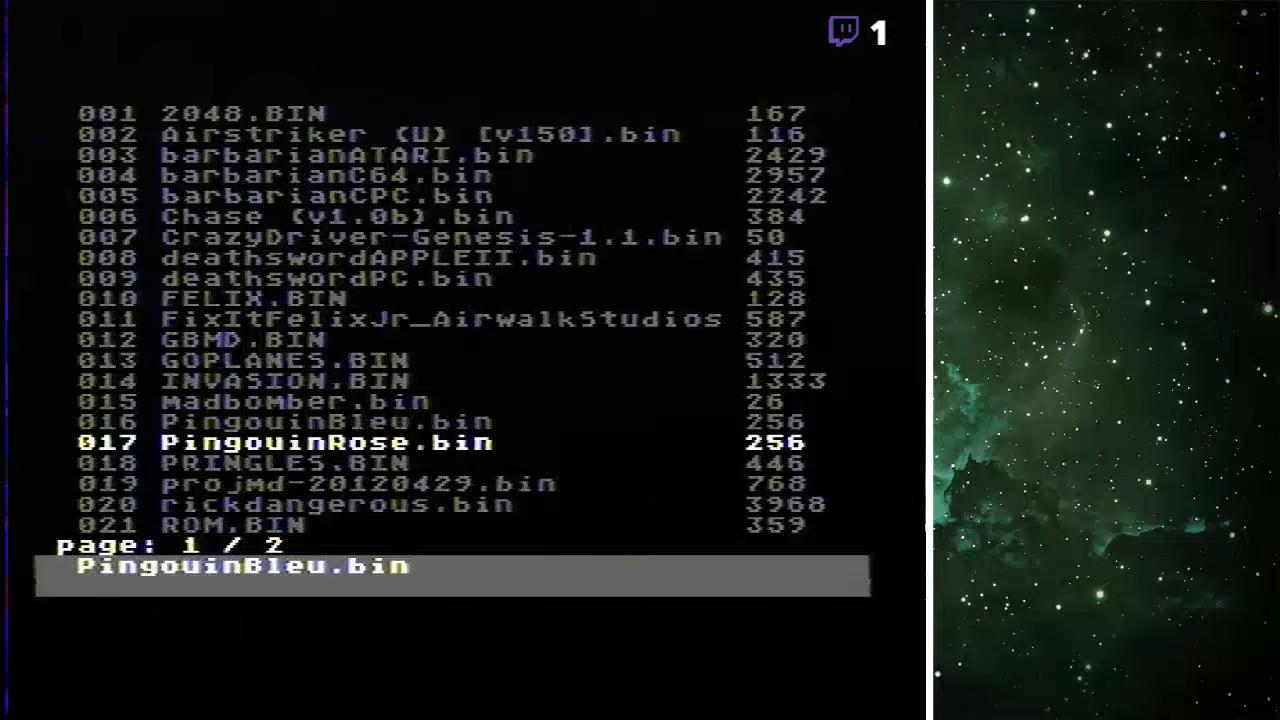 1
001 2048.BIN 167
002 Airstriker (U) [v150].bin 116
003 barbarianATARI.bin 2429
004 barbarianC64.bin 2957
005 barbarianCPC.bin 2242
006 Chase (v1.0b).bin 384
007 CrazyDriver-Genesis-1.1.bin 50
008 deathswordAPPLEII.bin 415
009 deathswordPC.bin 435
010 FELIX.BIN 128
011 FixItFelixJr_AirwalkStudios 587
012 GBMD.BIN 320
013 GOPLANES.BIN 512
014 INVASION.BIN 1333
015 madbomber.bin 26
016 PingouinBleu.bin 256
017 PingouinRose.bin 256
018 PRINGLES.BIN 446
019 projmd-20120429.bin 768
020 rickdangerous.bin 3968
021 ROM.BIN 359
page: 1 / 2
PingouinBleu.bin